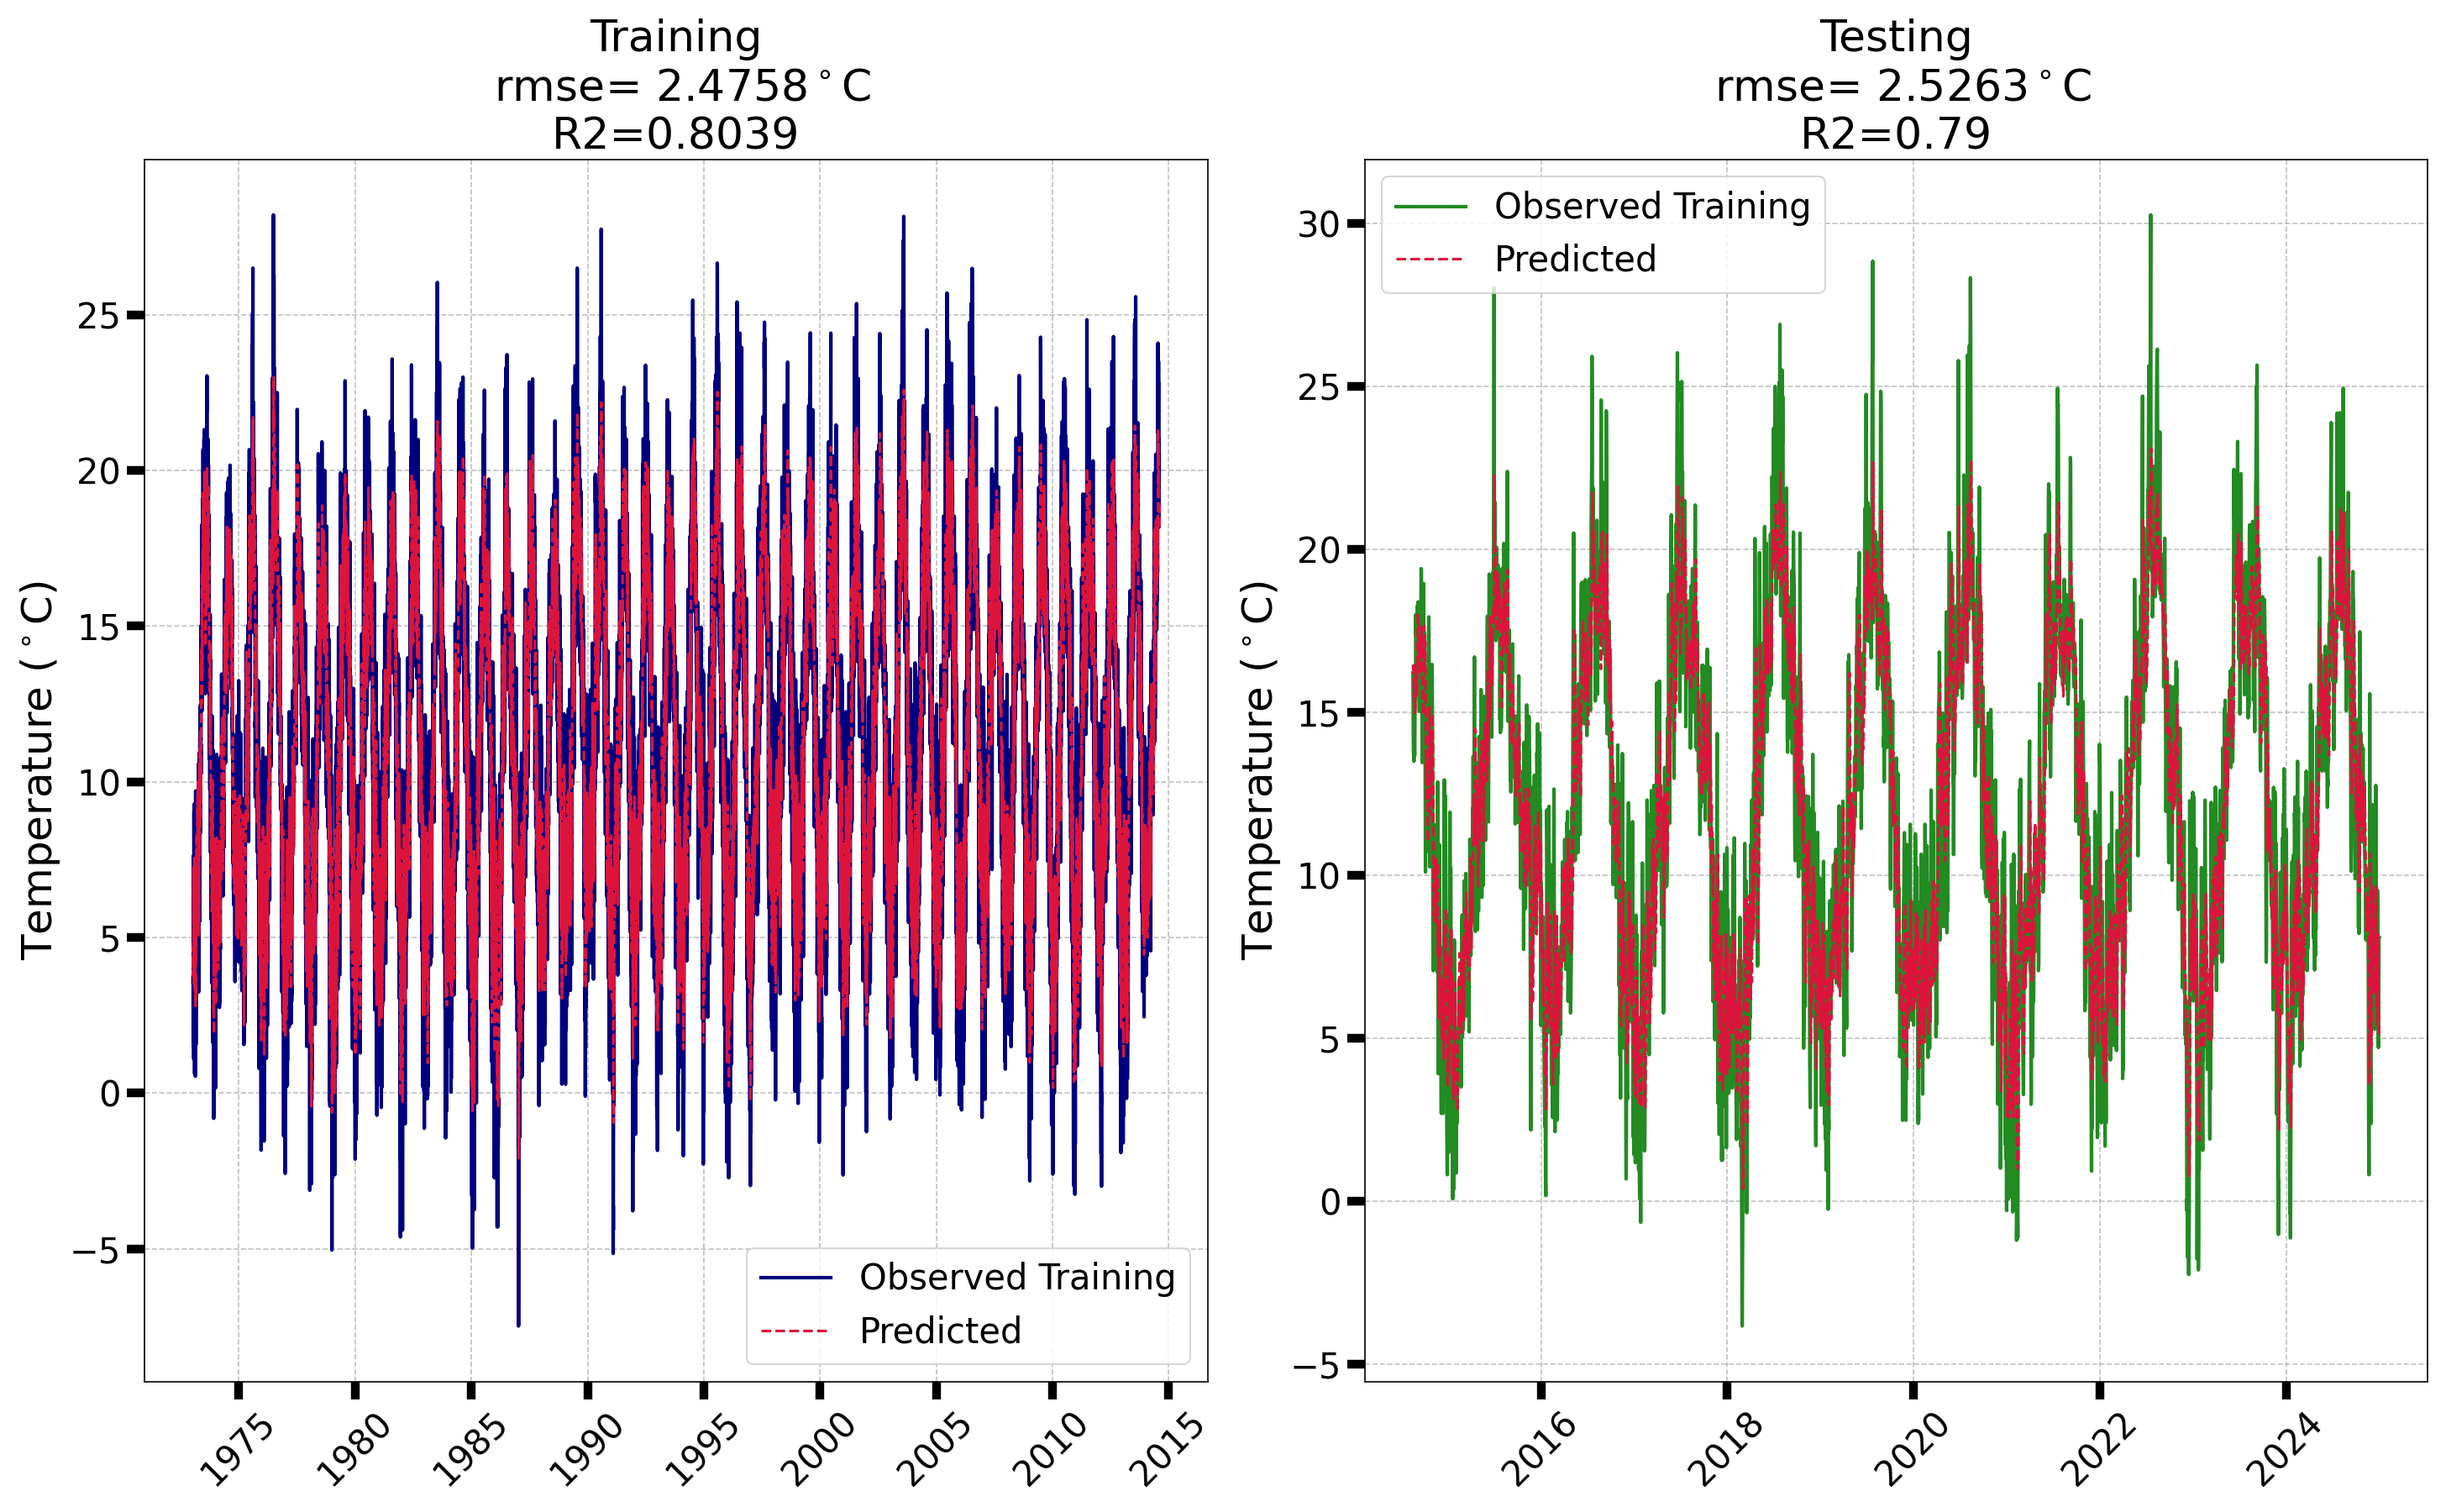 Training
rmse= 2.4758°C
R2=0.8039
Temperature (°C)
25
20
15
10
5
0
−5
1975
1980
1985
1990
1995
2000
2005
2010
2015
Observed Training
Predicted
Testing
rmse= 2.5263°C
R2=0.79
Temperature (°C)
30
25
20
15
10
5
0
−5
2016
2018
2020
2022
2024
Observed Training
Predicted